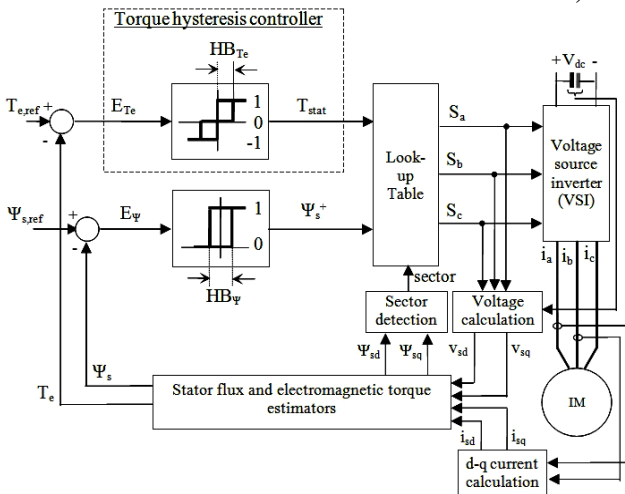 Torque hysteresis controller
HB_Te
+V_dc -
T_e,ref
+
-
E_Te
1
0
-1
T_stat
Look-
up
Table
S_a
S_b
S_c
Voltage
source
inverter
(VSI)
Ψ_s,ref
+
-
E_Ψ
1
0
Ψ_s^+
HB_Ψ
i_a i_b i_c
sector
Sector
detection
Voltage
calculation
Ψ_sd
Ψ_sq
v_sd
v_sq
Ψ_s
T_e
Stator flux and electromagnetic torque
estimators
IM
i_sd
i_sq
d-q current
calculation